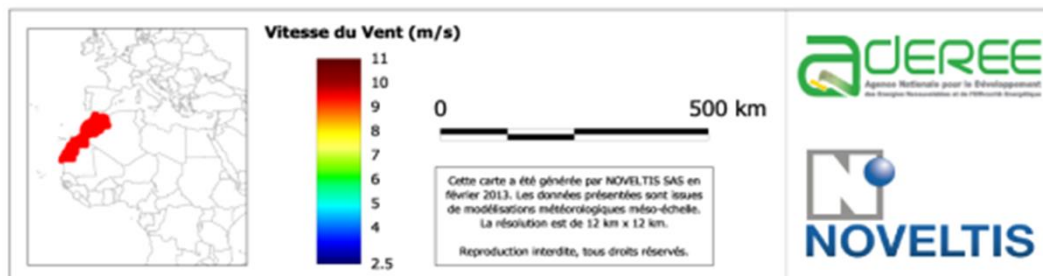 Vitesse du Vent (m/s)
11
10
9
8
7
6
5
4
2.5
0
500 km
Cette carte a été générée par NOVELTIS SAS en
février 2013. Les données présentées sont issues
de modélisations météorologiques méso-échelle.
La résolution est de 12 km x 12 km.
Reproduction interdite, tous droits réservés.
aDEREE
Agence Nationale pour le Développement
des Energies Renouvelables et de l'Efficacité Energétique
N
NOVELTIS